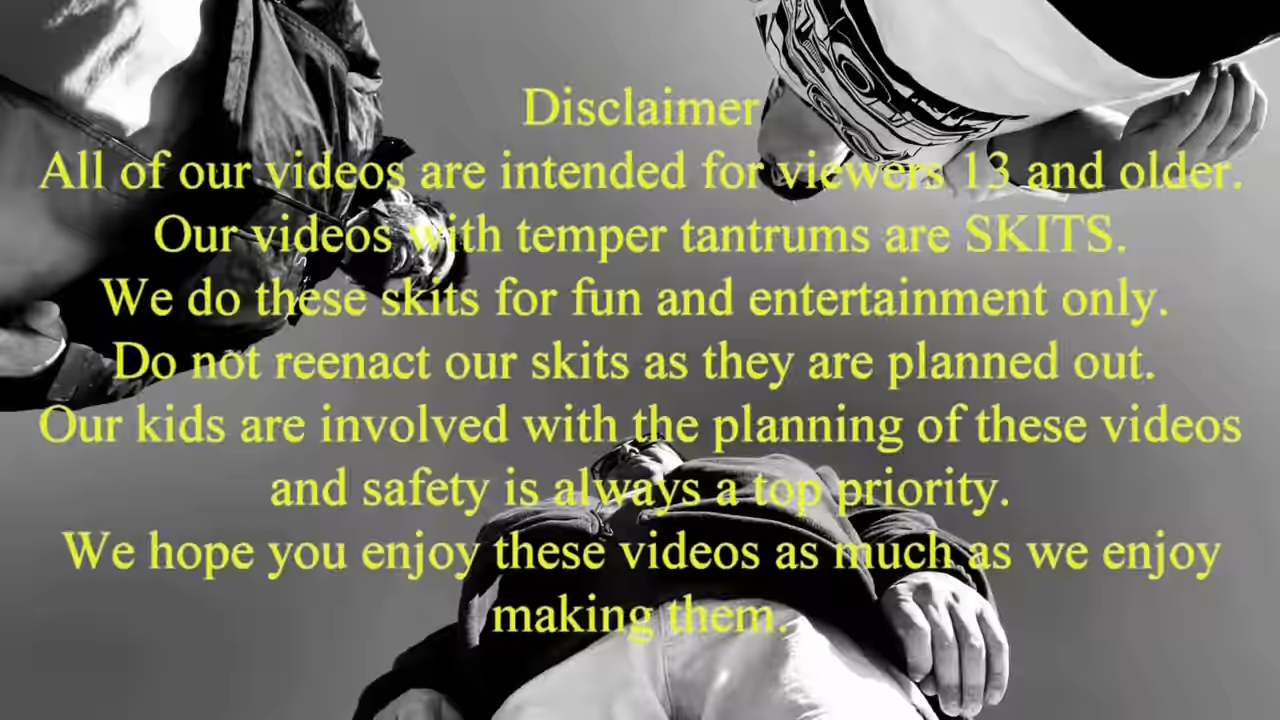 Disclaimer
All of our videos are intended for viewers 13 and older.
Our videos with temper tantrums are SKITS.
We do these skits for fun and entertainment only.
Do not reenact our skits as they are planned out.
Our kids are involved with the planning of these videos
and safety is always a top priority.
We hope you enjoy these videos as much as we enjoy
making them.